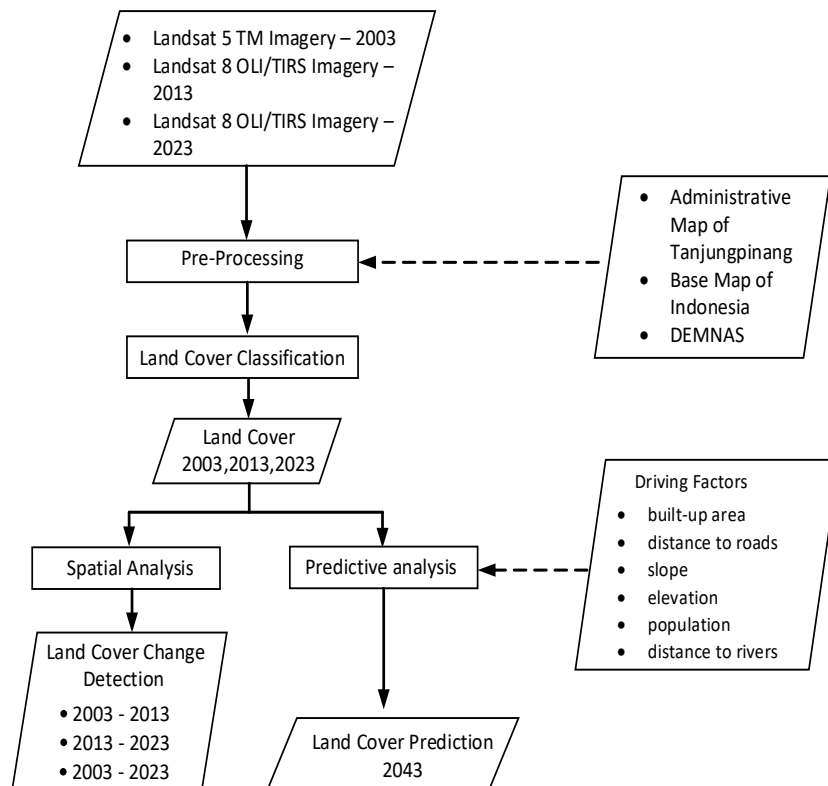 • Landsat 5 TM Imagery – 2003
• Landsat 8 OLI/TIRS Imagery –
2013
• Landsat 8 OLI/TIRS Imagery –
2023
• Administrative
Map of
Tanjungpinang
• Base Map of
Indonesia
• DEMNAS
Pre-Processing
Land Cover Classification
Land Cover
2003,2013,2023
Driving Factors
• built-up area
• distance to roads
• slope
• elevation
• population
• distance to rivers
Spatial Analysis
Predictive analysis
Land Cover Change
Detection
• 2003 - 2013
• 2013 - 2023
• 2003 - 2023
Land Cover Prediction
2043